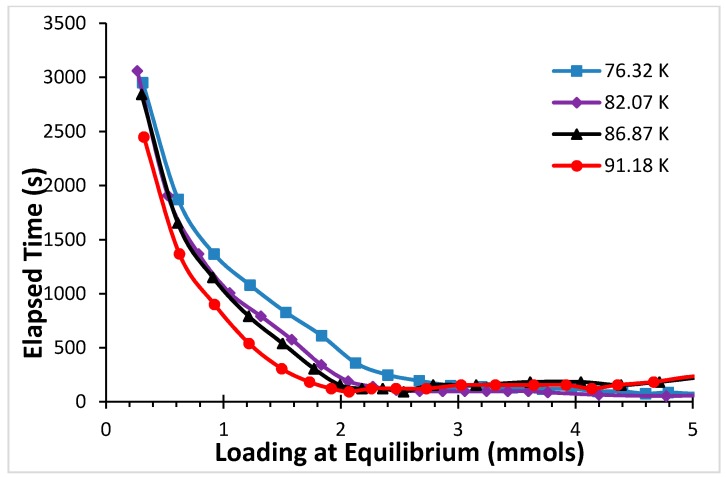 3500
3000
2500
2000
1500
1000
500
0
Elapsed Time (s)
76.32 K
82.07 K
86.87 K
91.18 K
0 1 2 3 4 5
Loading at Equilibrium (mmols)